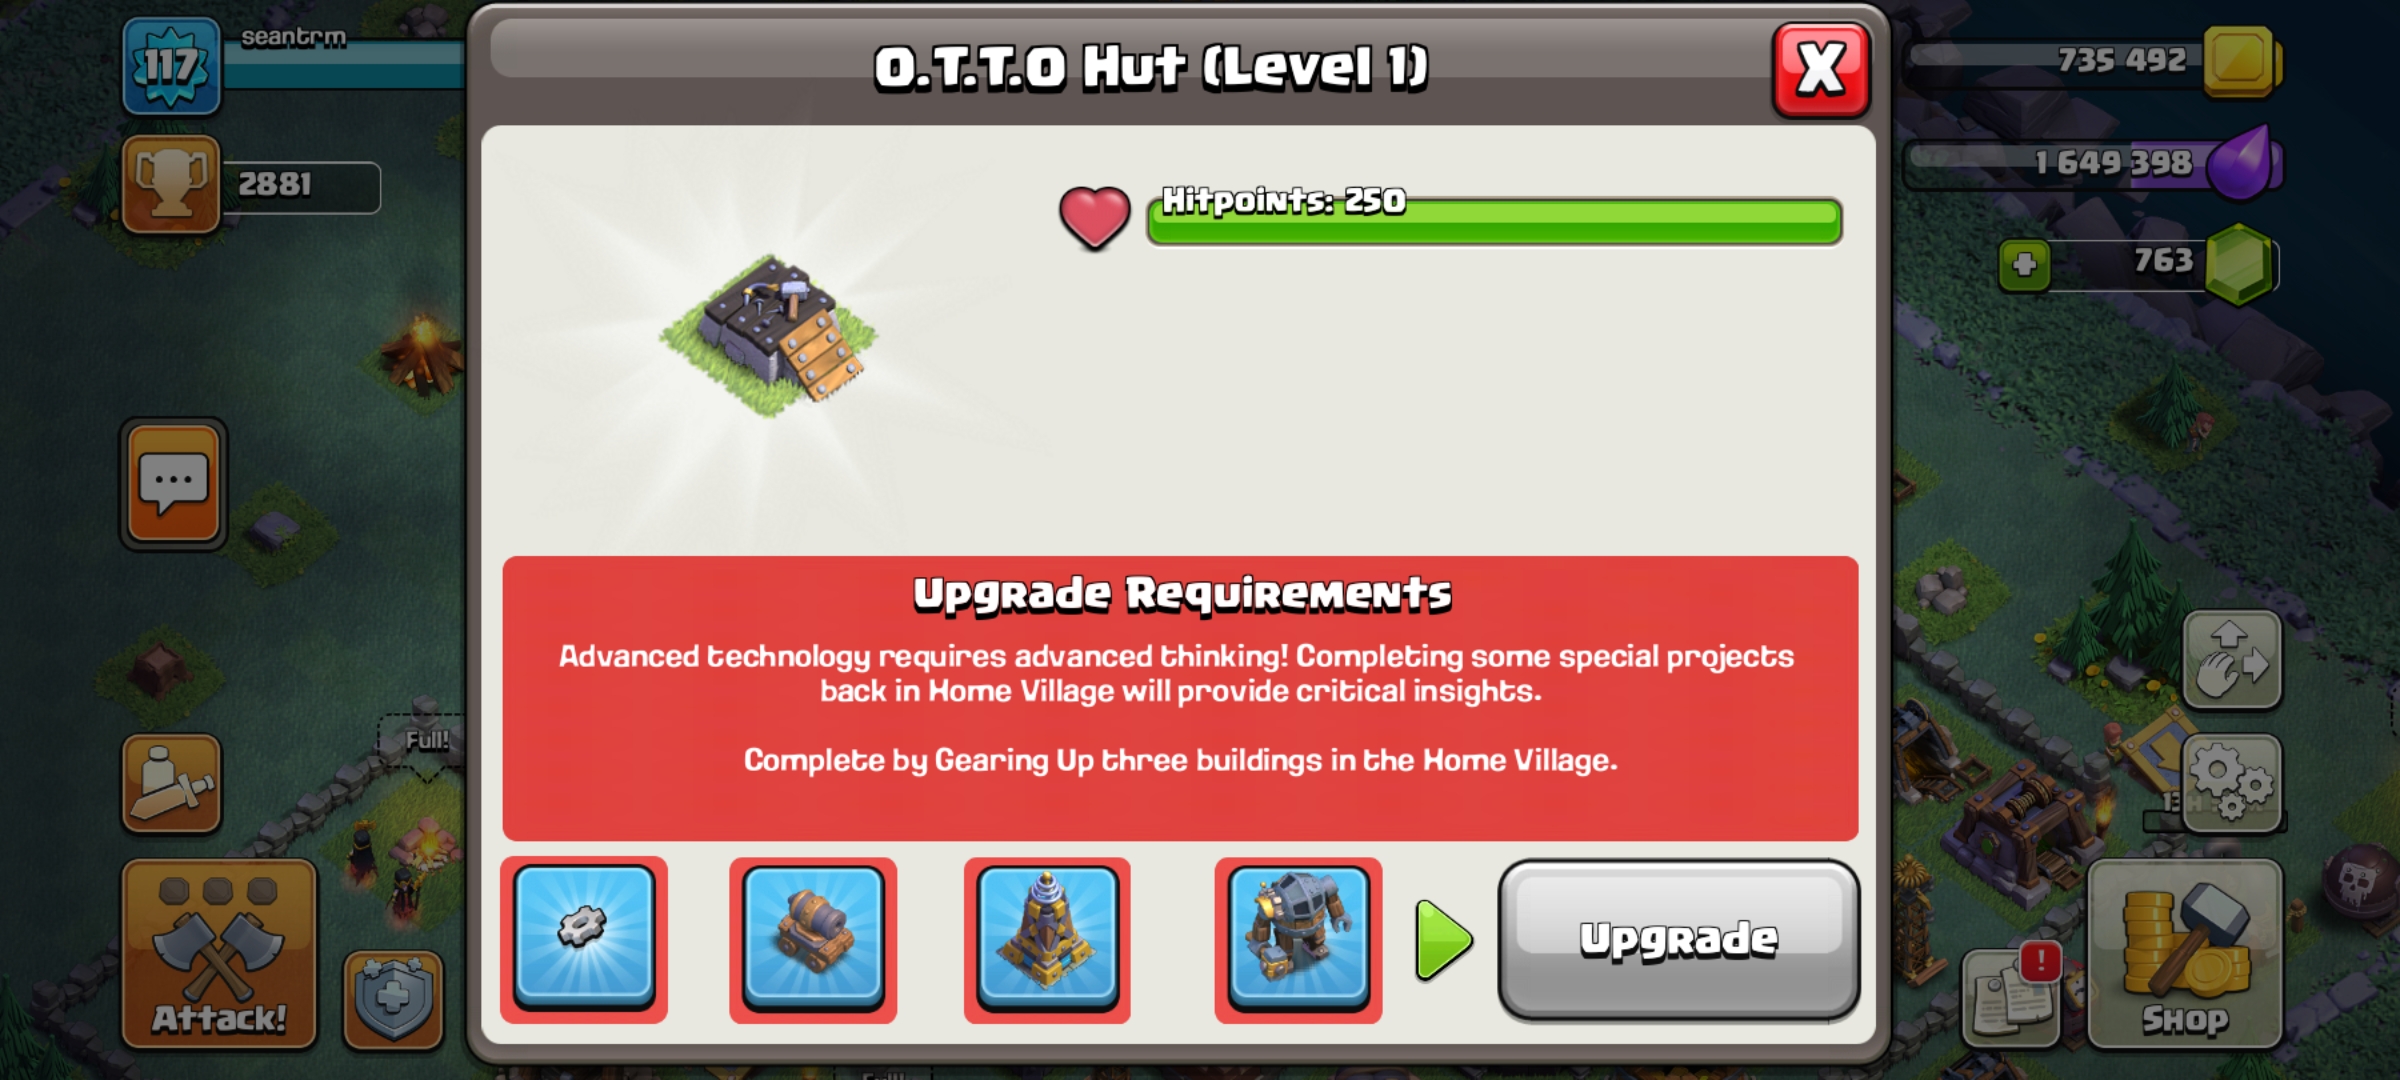 117
seantrm
O.T.T.O Hut (Level 1)
X
735 492
2881
1 649 398
Hitpoints: 250
763
Upgrade Requirements
Advanced technology requires advanced thinking! Completing some special projects
back in Home Village will provide critical insights.
Complete by Gearing Up three buildings in the Home Village.
Full!
Upgrade
!
Attack!
Shop